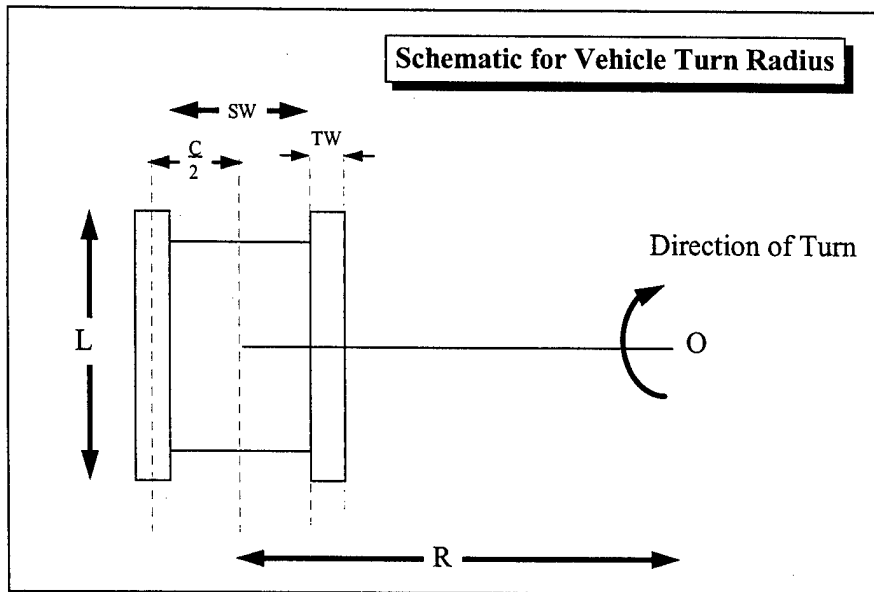 Schematic for Vehicle Turn Radius
SW
TW
C
2
Direction of Turn
L
O
R